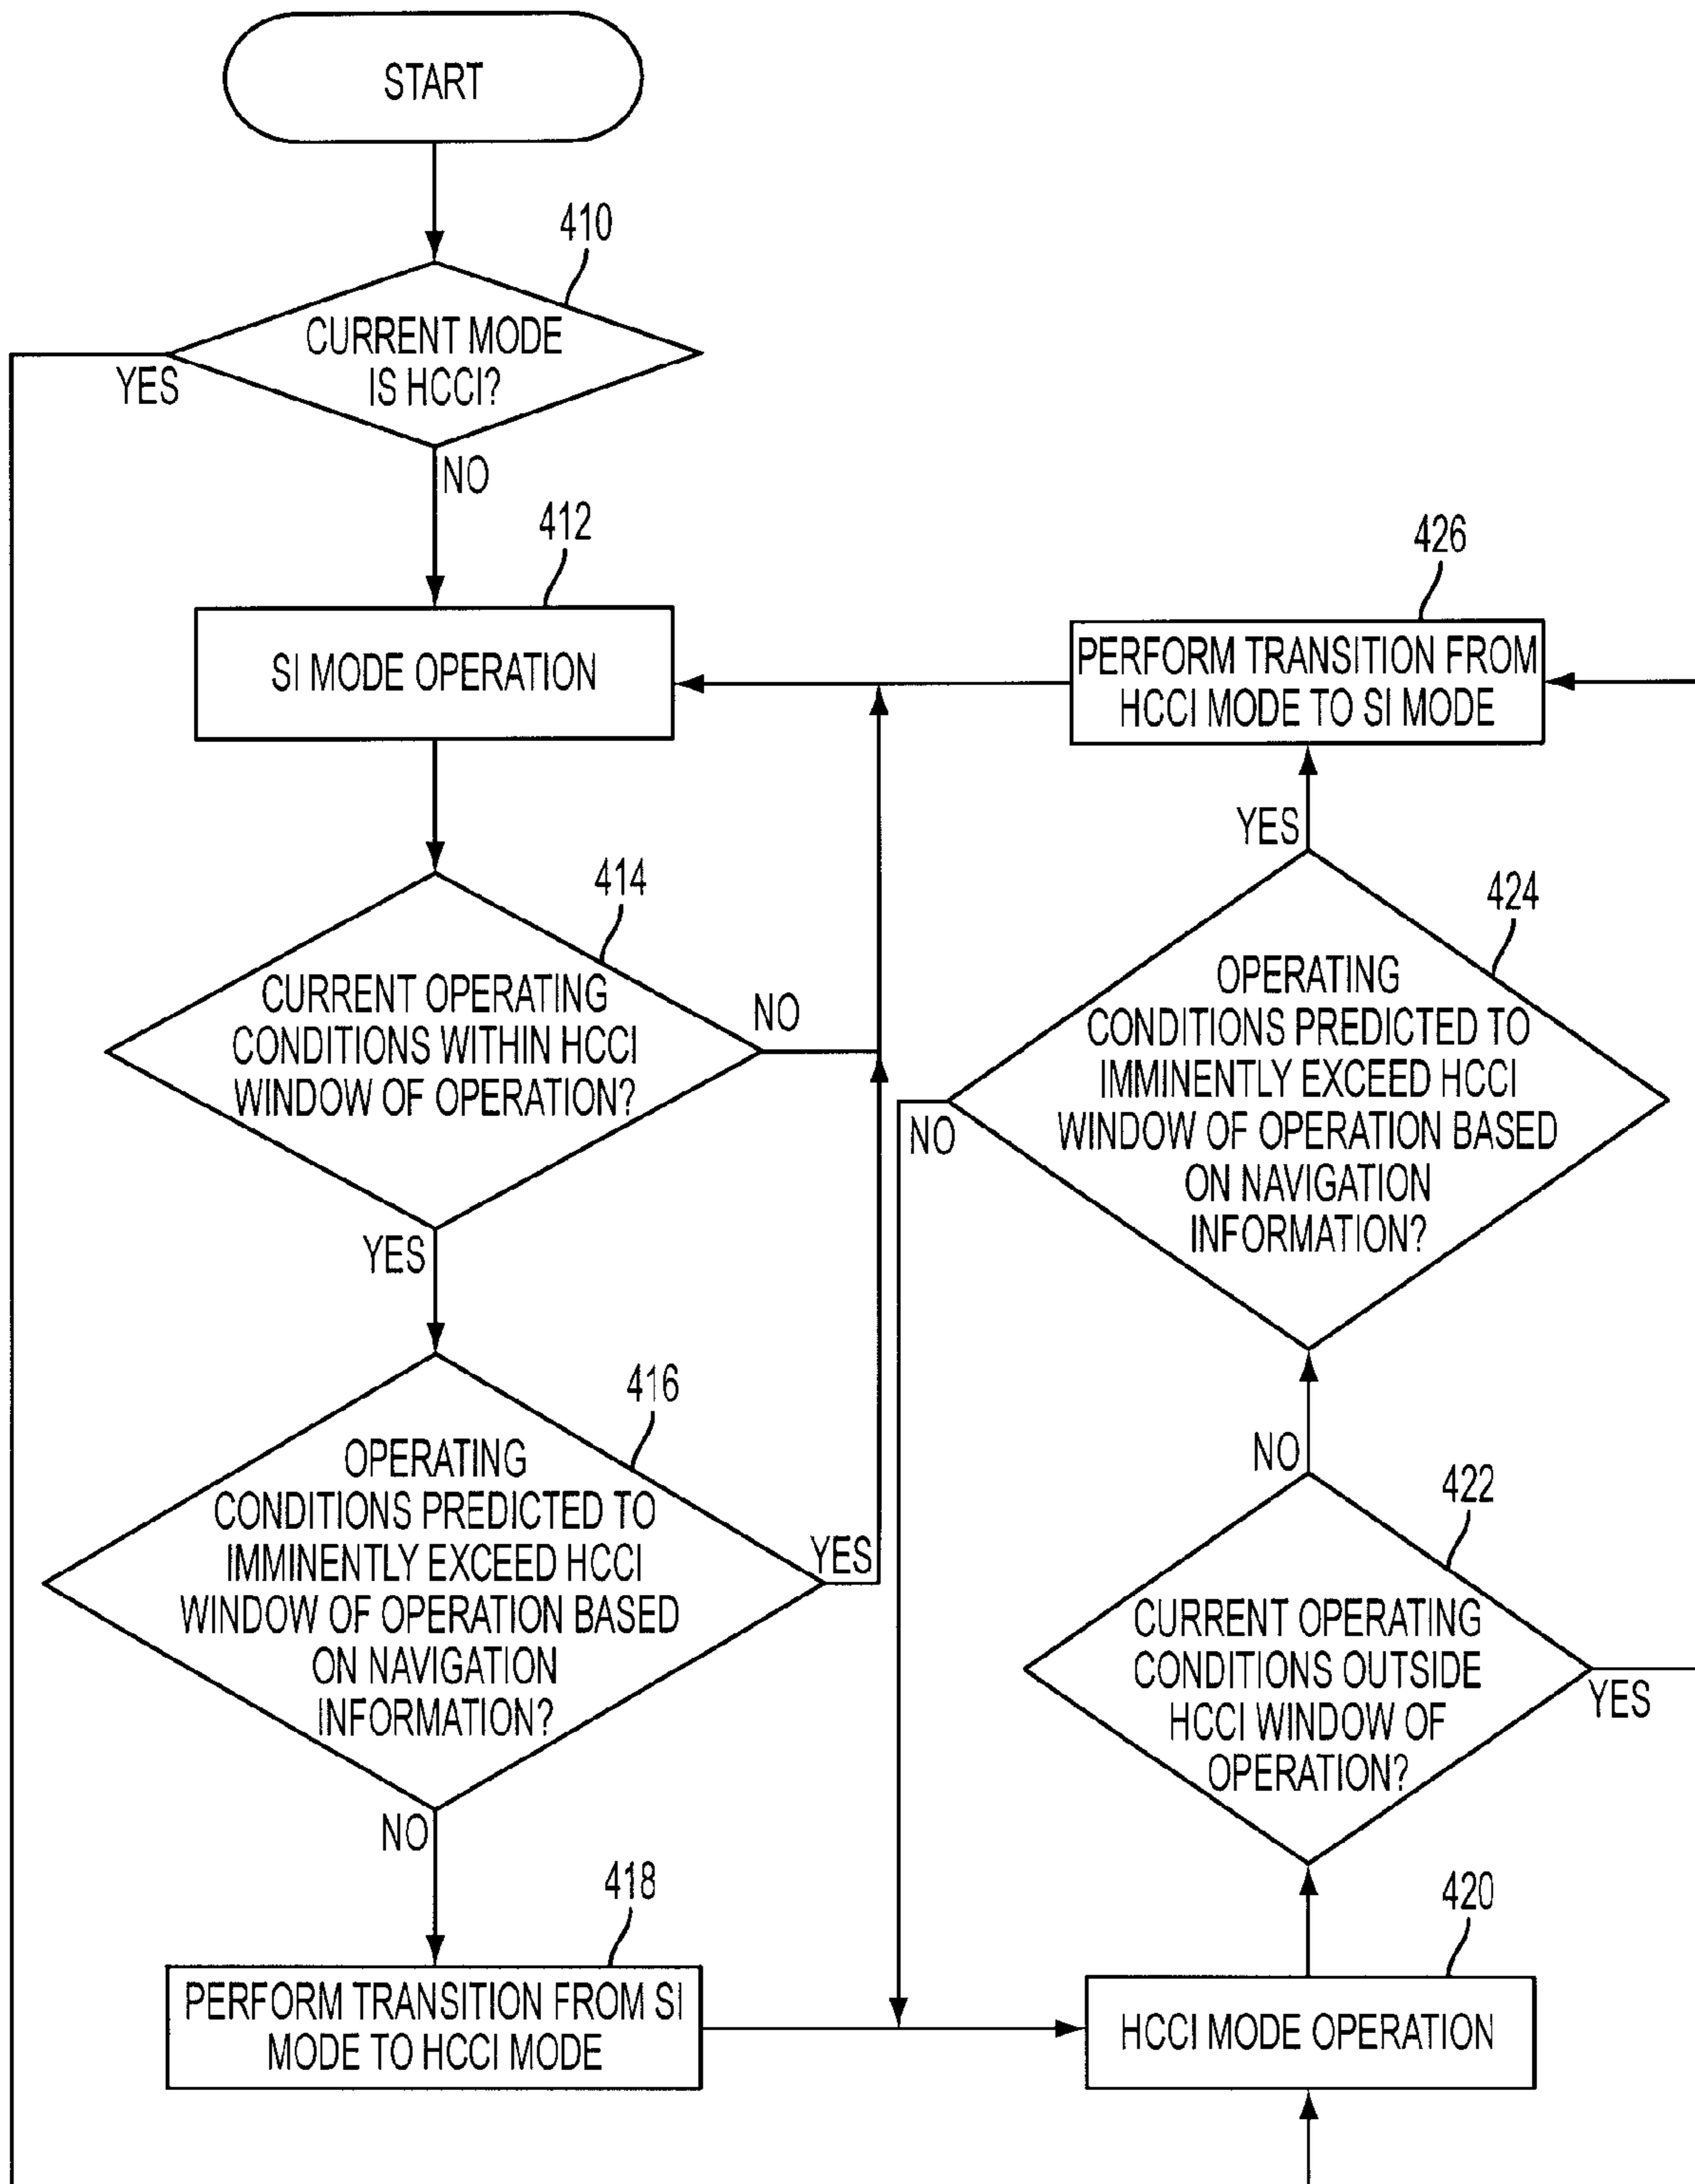 START
410
CURRENT MODE
IS HCCI?
YES
NO
412
SI MODE OPERATION
414
CURRENT OPERATING
CONDITIONS WITHIN HCCI
WINDOW OF OPERATION?
NO
YES
416
OPERATING
CONDITIONS PREDICTED TO
IMMINENTLY EXCEED HCCI
WINDOW OF OPERATION BASED
ON NAVIGATION
INFORMATION?
YES
NO
418
PERFORM TRANSITION FROM SI
MODE TO HCCI MODE
426
PERFORM TRANSITION FROM
HCCI MODE TO SI MODE
YES
424
OPERATING
CONDITIONS PREDICTED TO
IMMINENTLY EXCEED HCCI
WINDOW OF OPERATION BASED
ON NAVIGATION
INFORMATION?
NO
NO
422
CURRENT OPERATING
CONDITIONS OUTSIDE
HCCI WINDOW OF
OPERATION?
YES
420
HCCI MODE OPERATION